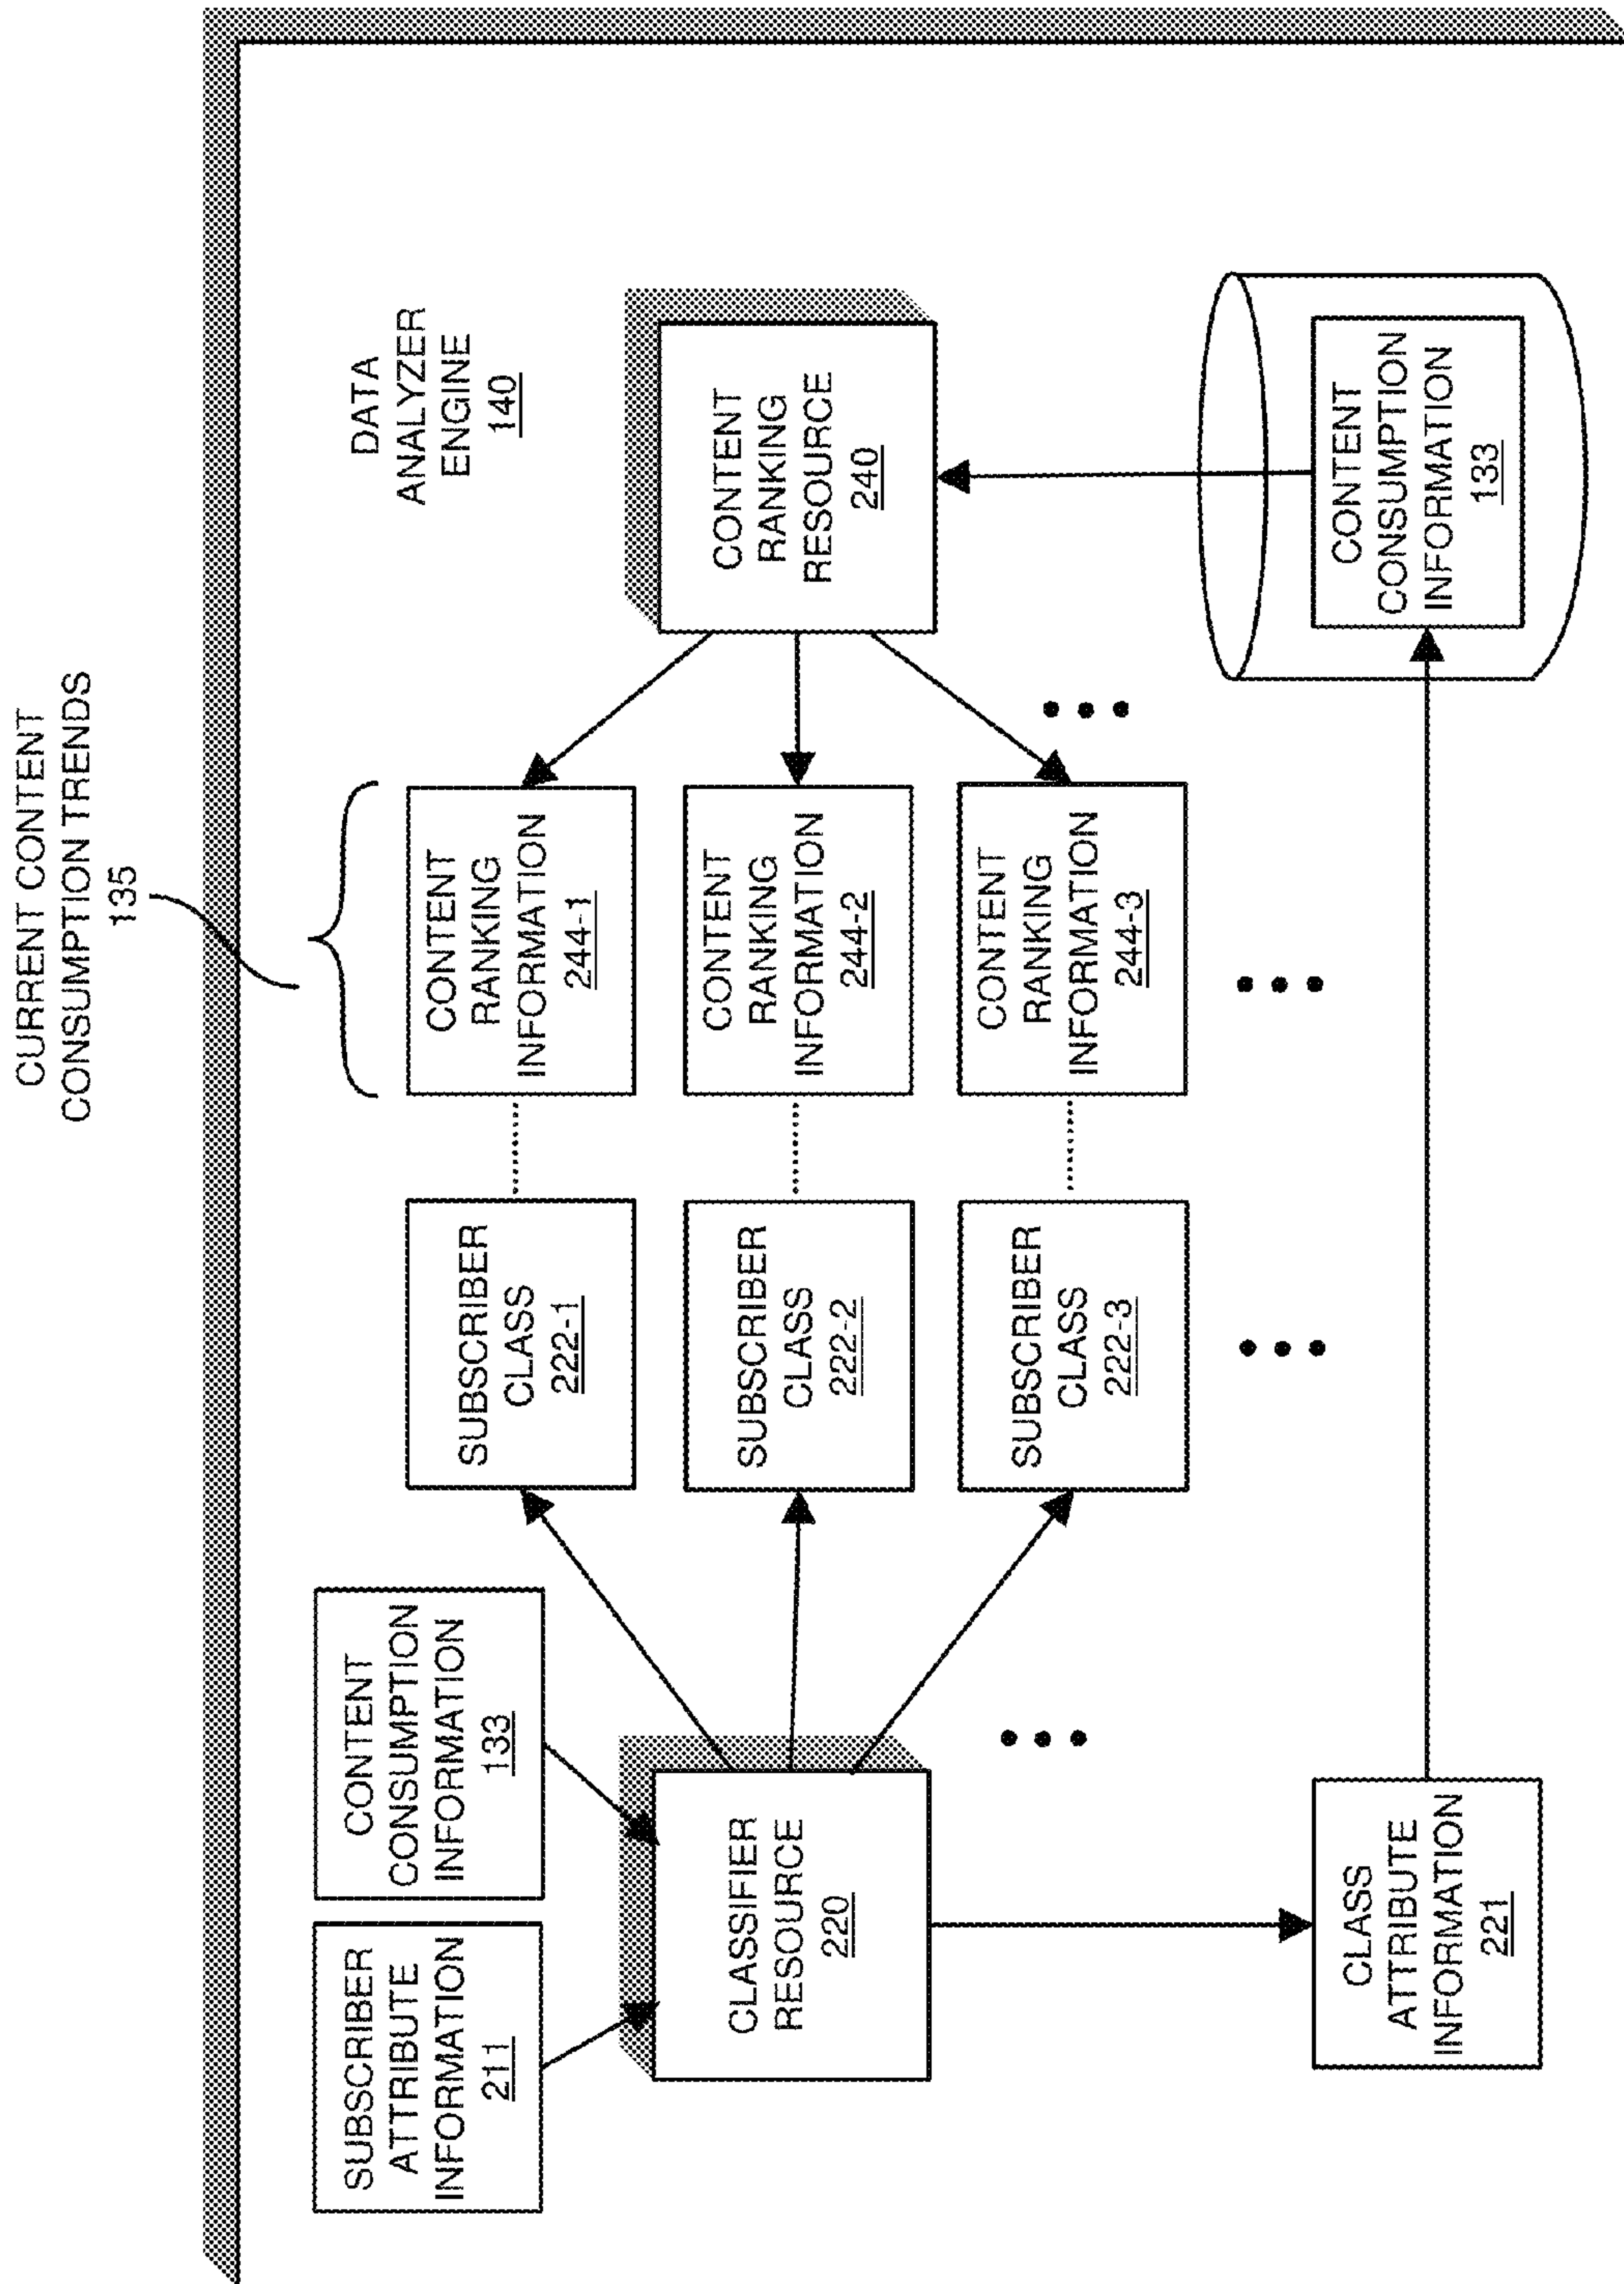 CURRENT CONTENT
CONSUMPTION TRENDS
135
DATA
ANALYZER
ENGINE
140
SUBSCRIBER
ATTRIBUTE
INFORMATION
211
CONTENT
CONSUMPTION
INFORMATION
133
CLASSIFIER
RESOURCE
220
SUBSCRIBER
CLASS
222-1
SUBSCRIBER
CLASS
222-2
SUBSCRIBER
CLASS
222-3
CONTENT
RANKING
INFORMATION
244-1
CONTENT
RANKING
INFORMATION
244-2
CONTENT
RANKING
INFORMATION
244-3
CONTENT
RANKING
RESOURCE
240
CLASS
ATTRIBUTE
INFORMATION
221
CONTENT
CONSUMPTION
INFORMATION
133